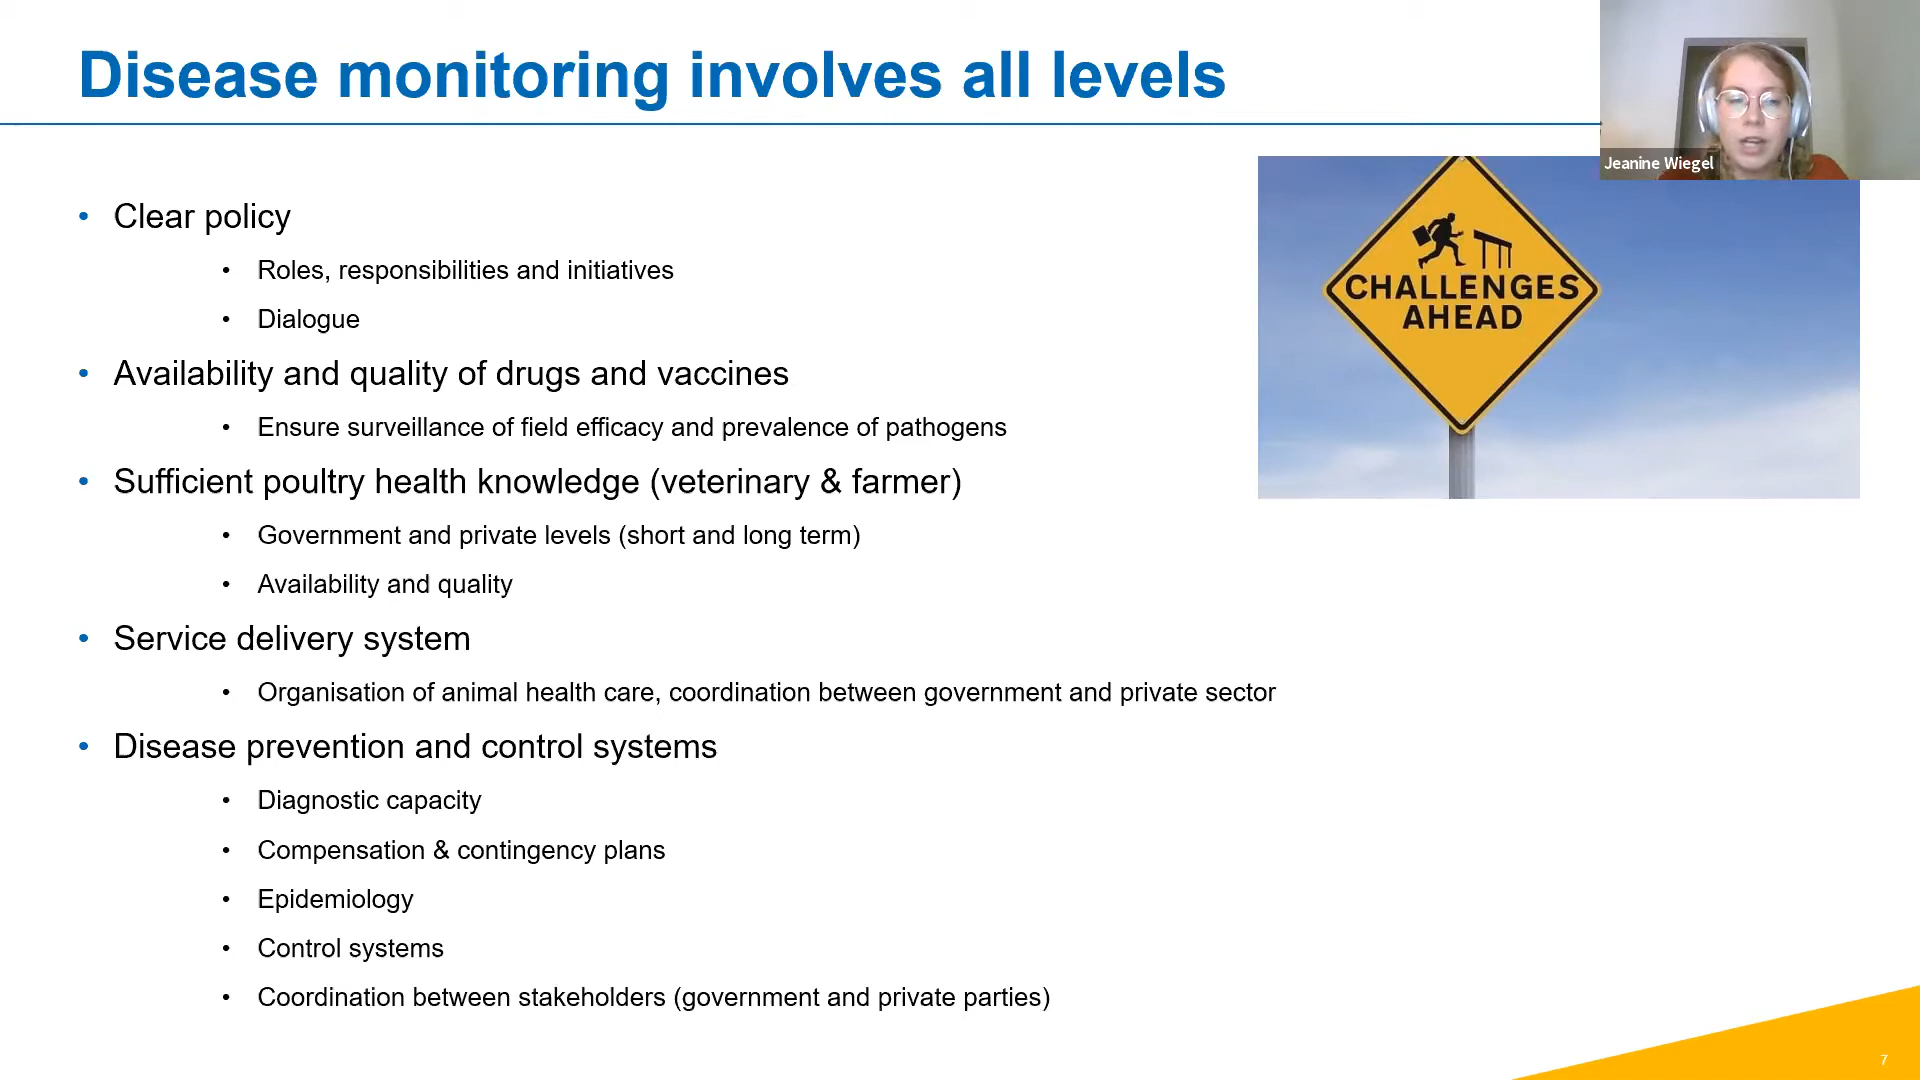 Disease monitoring involves all levels
Jeanine Wiegel
CHALLENGES
AHEAD
• Clear policy
• Roles, responsibilities and initiatives
• Dialogue
• Availability and quality of drugs and vaccines
• Ensure surveillance of field efficacy and prevalence of pathogens
• Sufficient poultry health knowledge (veterinary & farmer)
• Government and private levels (short and long term)
• Availability and quality
• Service delivery system
• Organisation of animal health care, coordination between government and private sector
• Disease prevention and control systems
• Diagnostic capacity
• Compensation & contingency plans
• Epidemiology
• Control systems
• Coordination between stakeholders (government and private parties)
7